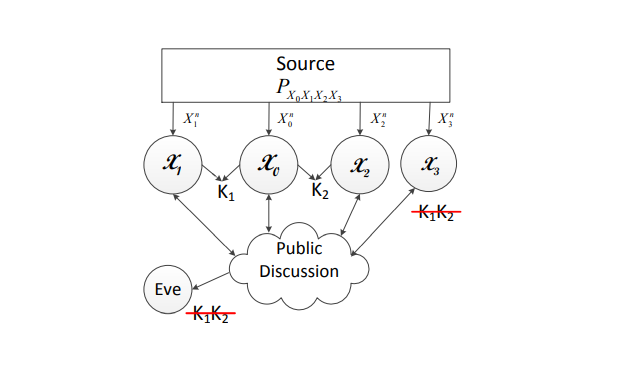 Source
P_{X_0X_1X_2X_3}
X_1^n
X_0^n
X_2^n
X_3^n
𝒳_1
𝒳_0
𝒳_2
𝒳_3
K_1
K_2
K_1K_2
Public
Discussion
Eve
K_1K_2